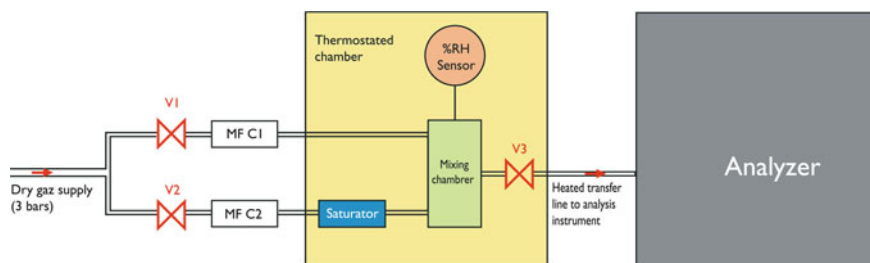 Thermostated
chamber
%RH
Sensor
V1
MF C1
Mixing
chambrer
V3
Analyzer
Dry gaz supply
(3 bars)
V2
MF C2
Saturator
Heated transfer
line to analysis
instrument